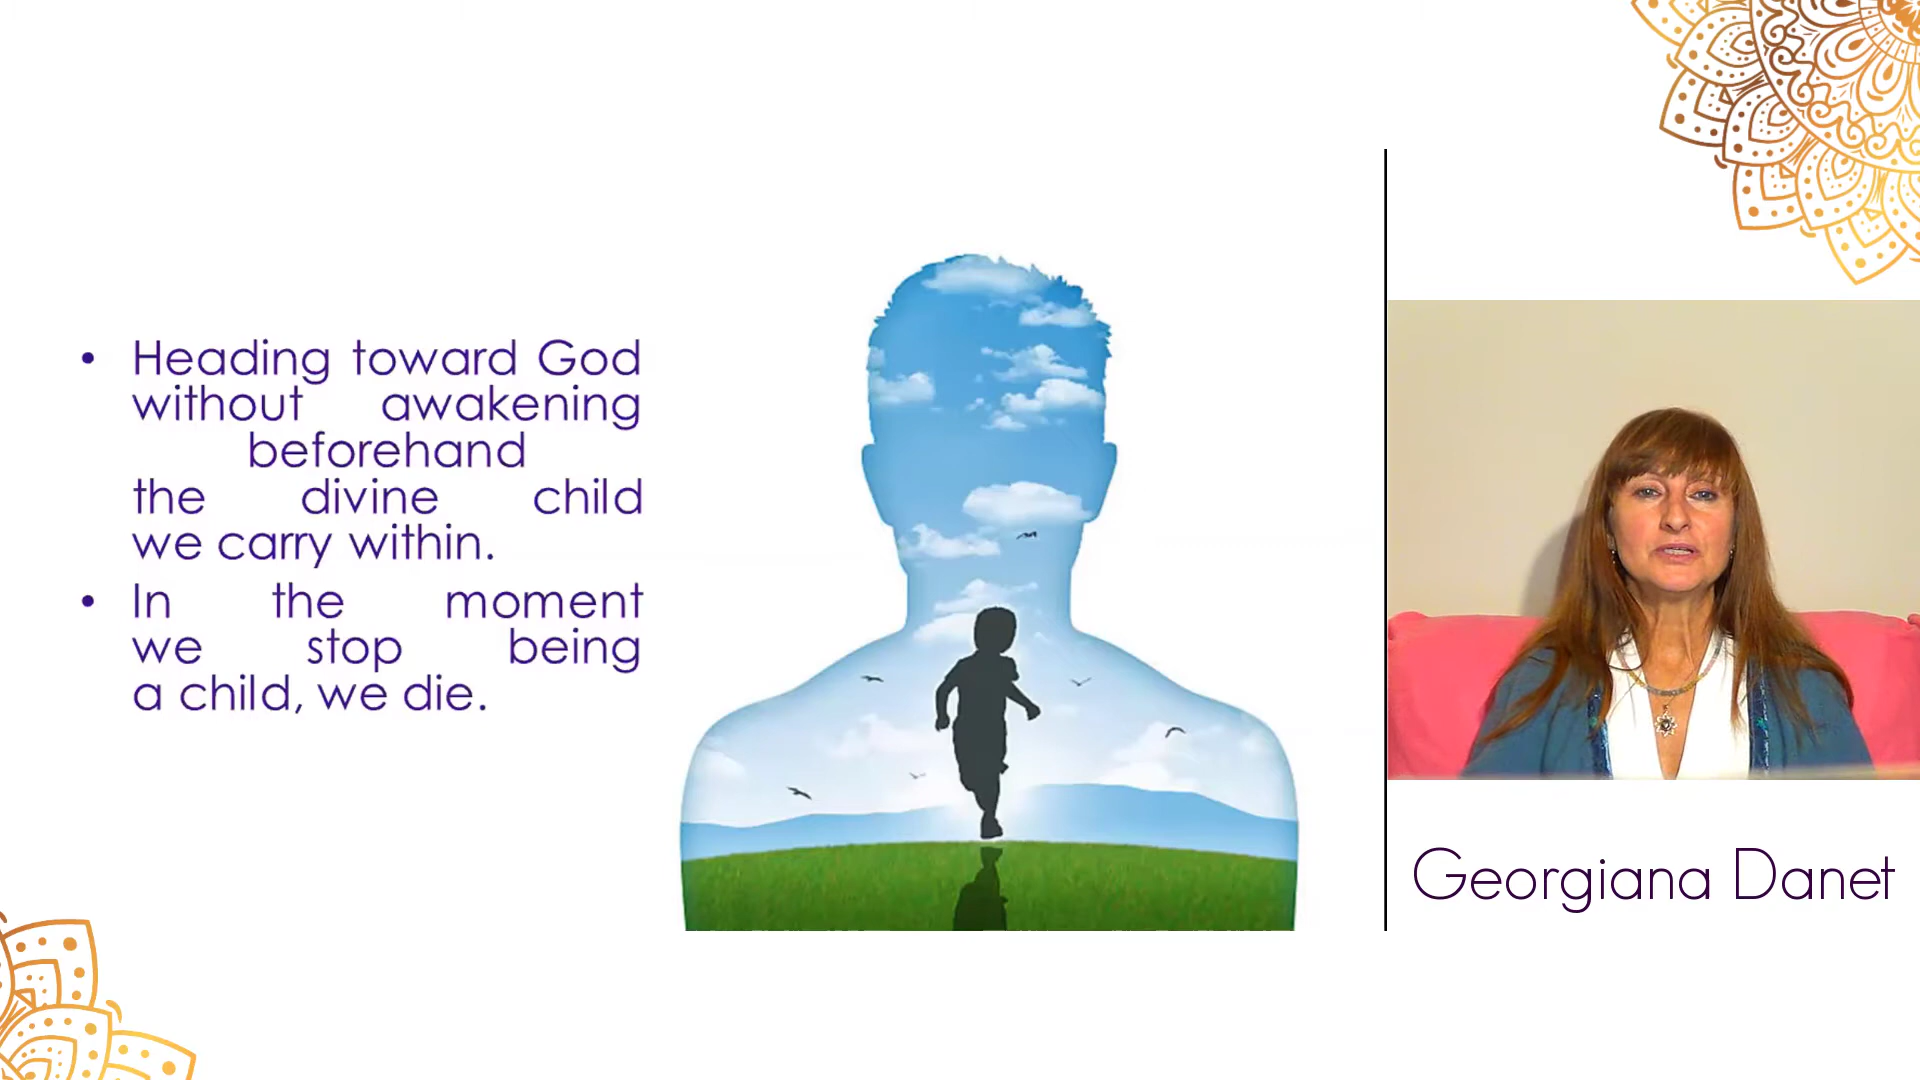 • Heading toward God
without awakening
beforehand
the divine child
we carry within.
• In the moment
we stop being
a child, we die.
Georgiana Danet